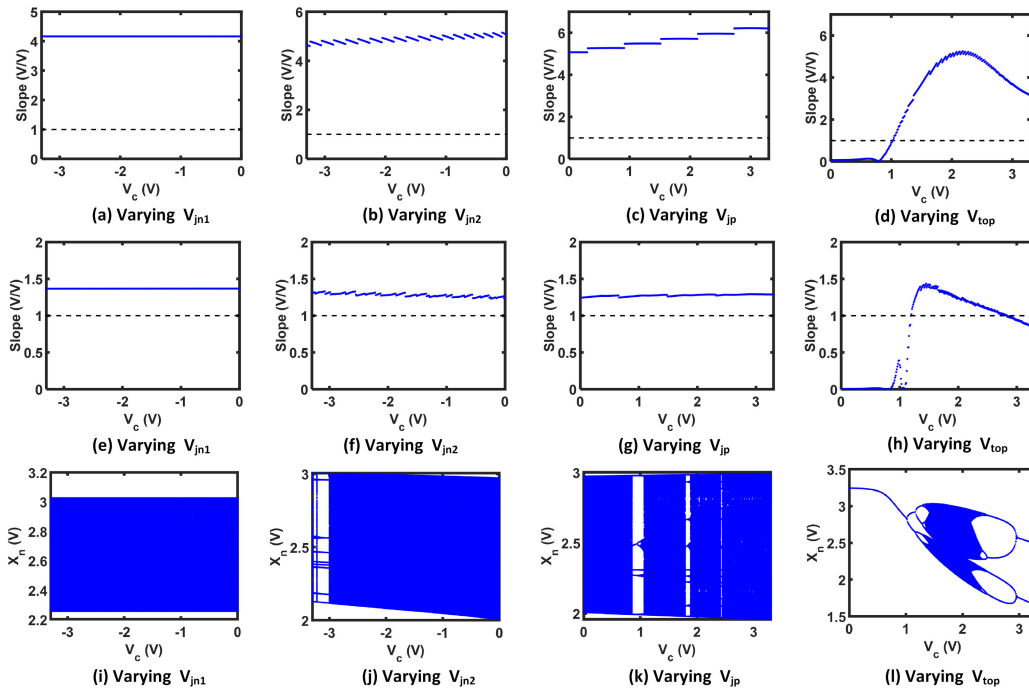 5
4
3
2
1
0
Slope (V/V)
-3 -2 -1 0
V_c (V)
(a) Varying V_jn1
6
4
2
0
Slope (V/V)
-3 -2 -1 0
V_c (V)
(b) Varying V_jn2
6
4
2
0
Slope (V/V)
0 1 2 3
V_c (V)
(c) Varying V_jp
6
4
2
0
Slope (V/V)
0 1 2 3
V_c (V)
(d) Varying V_top
2
1.5
1
0.5
0
Slope (V/V)
-3 -2 -1 0
V_c (V)
(e) Varying V_jn1
2
1.5
1
0.5
0
Slope (V/V)
-3 -2 -1 0
V_c (V)
(f) Varying V_jn2
2
1.5
1
0.5
0
Slope (V/V)
0 1 2 3
V_c (V)
(g) Varying V_jp
2
1.5
1
0.5
0
Slope (V/V)
0 1 2 3
V_c (V)
(h) Varying V_top
3.2
3
2.8
2.6
2.4
2.2
X_n (V)
-3 -2 -1 0
V_c (V)
(i) Varying V_jn1
3
2.5
2
X_n (V)
-3 -2 -1 0
V_c (V)
(j) Varying V_jn2
3
2.5
2
X_n (V)
0 1 2 3
V_c (V)
(k) Varying V_jp
3.5
3
2.5
2
1.5
X_n (V)
0 1 2 3
V_c (V)
(l) Varying V_top